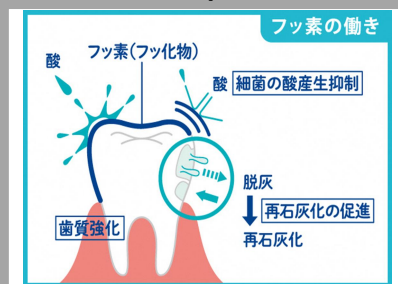 フッ素の働き
酸
フッ素(フッ化物)
酸
細菌の酸産生抑制
脱灰
再石灰化の促進
再石灰化
歯質強化